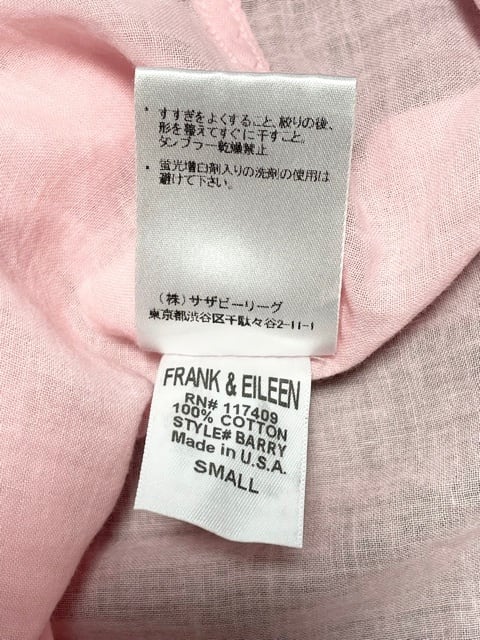 ・すすぎをよくすること、絞りの後、
形を整えてすぐに干すこと。
タンブラー乾燥禁止
・蛍光増白剤入りの洗剤の使用は
避けて下さい。
(株)サザビーリーグ
東京都渋谷区千駄々谷2-11-1
FRANK & EILEEN
RN# 117409
100% COTTON
STYLE# BARRY
Made in U.S.A.
SMALL